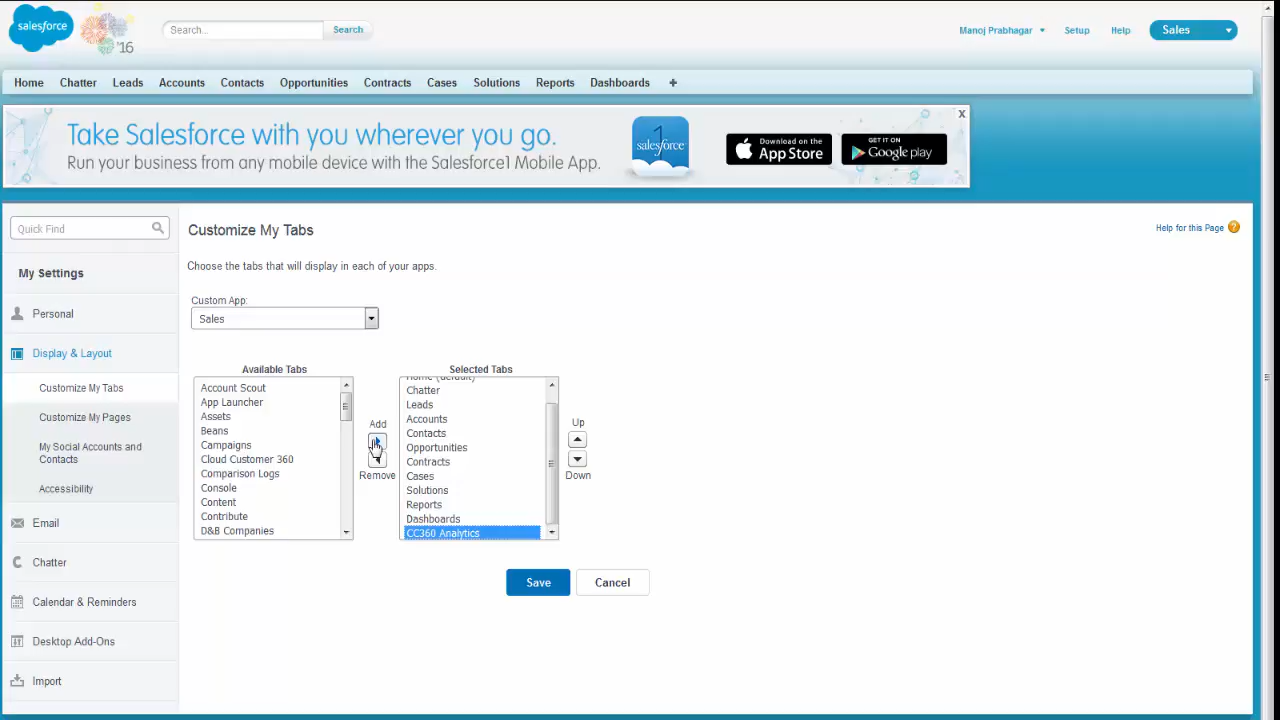 salesforce
'16
Search...
Search
Manoj Prabhagar
Setup
Help
Sales
Home
Chatter
Leads
Accounts
Contacts
Opportunities
Contracts
Cases
Solutions
Reports
Dashboards
+
Take Salesforce with you wherever you go.
Run your business from any mobile device with the Salesforce1 Mobile App.
1
salesforce
Download on the
App Store
GET IT ON
Google play
X
Quick Find
My Settings
Personal
Display & Layout
Customize My Tabs
Customize My Pages
My Social Accounts and
Contacts
Accessibility
Email
Chatter
Calendar & Reminders
Desktop Add-Ons
Import
Customize My Tabs
Help for this Page
?
Choose the tabs that will display in each of your apps.
Custom App:
Sales
Available Tabs
Account Scout
App Launcher
Assets
Beans
Campaigns
Cloud Customer 360
Comparison Logs
Console
Content
Contribute
D&B Companies
Add
Remove
Selected Tabs
Home (default)
Chatter
Leads
Accounts
Contacts
Opportunities
Contracts
Cases
Solutions
Reports
Dashboards
CC360 Analytics
Up
Down
Save
Cancel